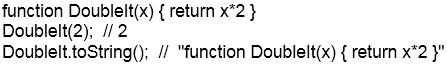 function DoubleIt(x) { return x*2 }
DoubleIt(2);  // 2
DoubleIt.toString();  //  "function DoubleIt(x) { return x*2 }"